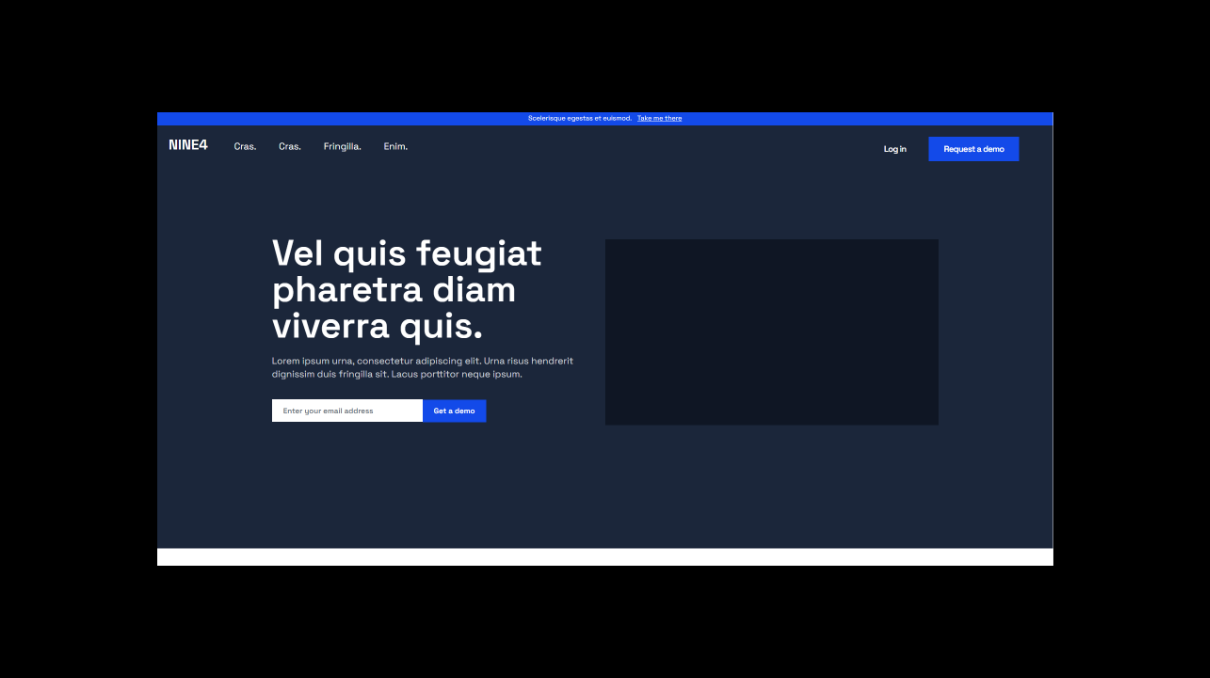 Scelerisque egestas et euismod. Take me there
NINE4 Cras. Cras. Fringilla. Enim. Log in Request a demo
Vel quis feugiat
pharetra diam
viverra quis.
Lorem ipsum urna, consectetur adipiscing elit. Urna risus hendrerit
dignissim duis fringilla sit. Lacus porttitor neque ipsum.
Enter your email address Get a demo